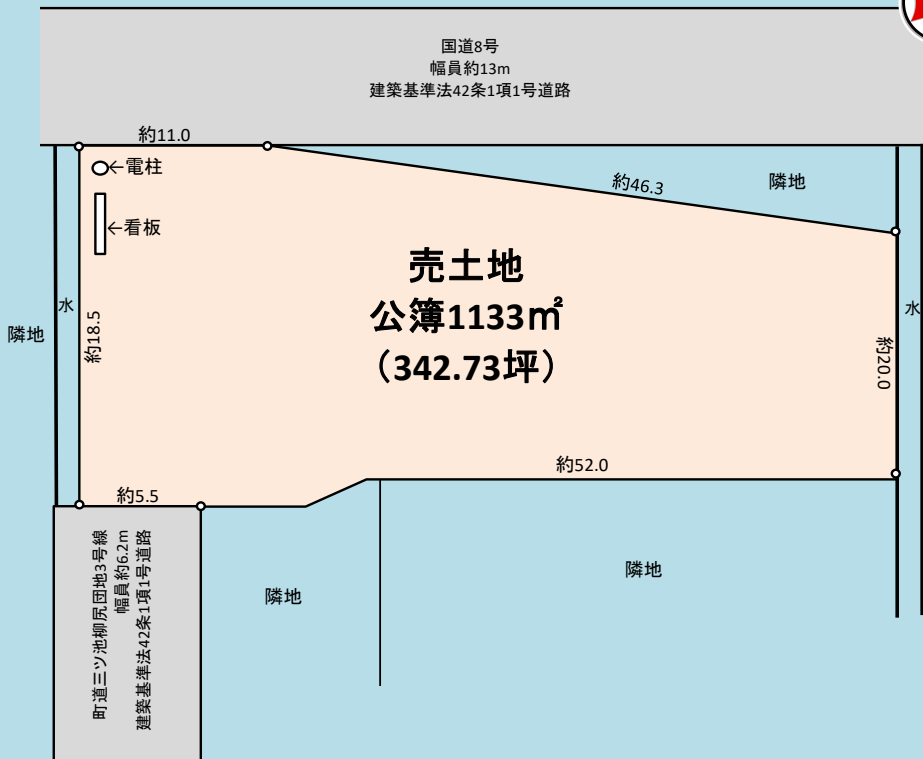 国道8号
幅員約13m
建築基準法42条1項1号道路
約11.0
←電柱
約46.3
隣地
←看板
売土地
公簿1133㎡
（342.73坪）
水
水
隣地
約18.5
約20.0
約52.0
約5.5
町道三ツ池柳尻団地3号線
幅員約6.2m
建築基準法42条1項1号道路
隣地
隣地